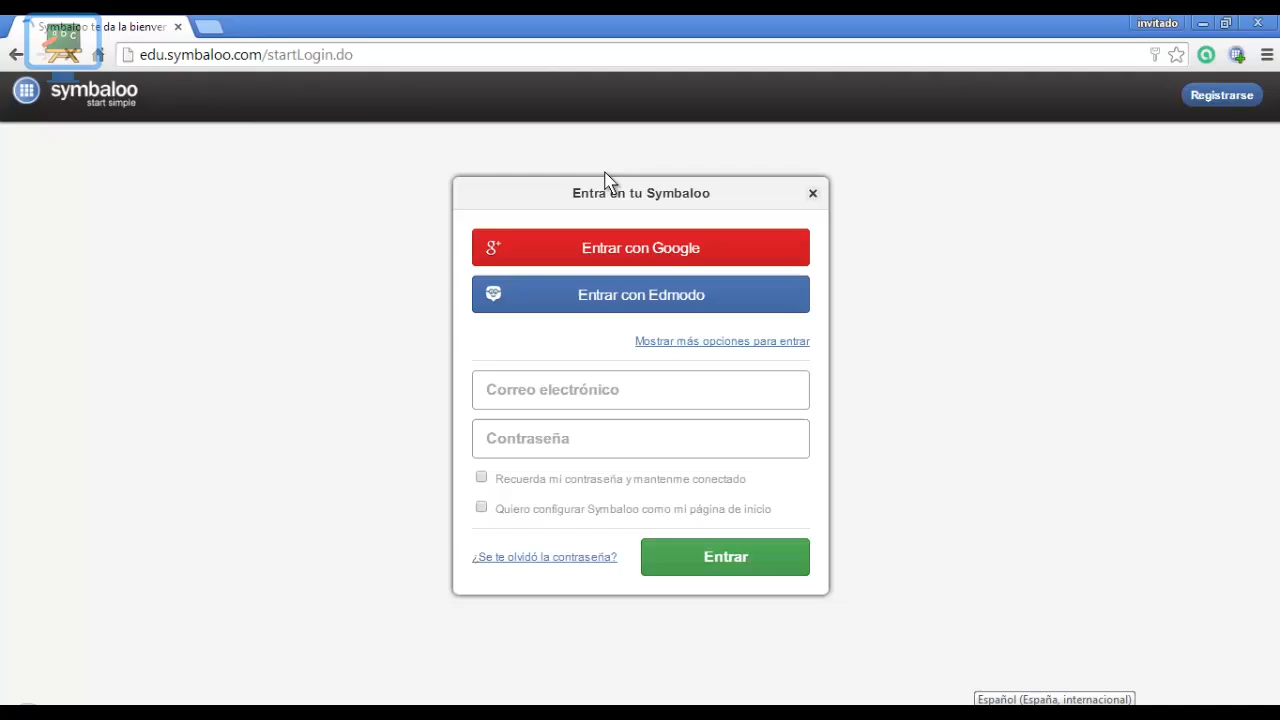 Symbaloo te da la bienver
invitado
edu.symbaloo.com/startLogin.do
symbaloo
start simple
Registrarse
Entra en tu Symbaloo
Entrar con Google
Entrar con Edmodo
Mostrar más opciones para entrar
Correo electrónico
Contraseña
Recuerda mi contraseña y mantenme conectado
Quiero configurar Symbaloo como mi página de inicio
¿Se te olvidó la contraseña?
Entrar
Español (España, internacional)